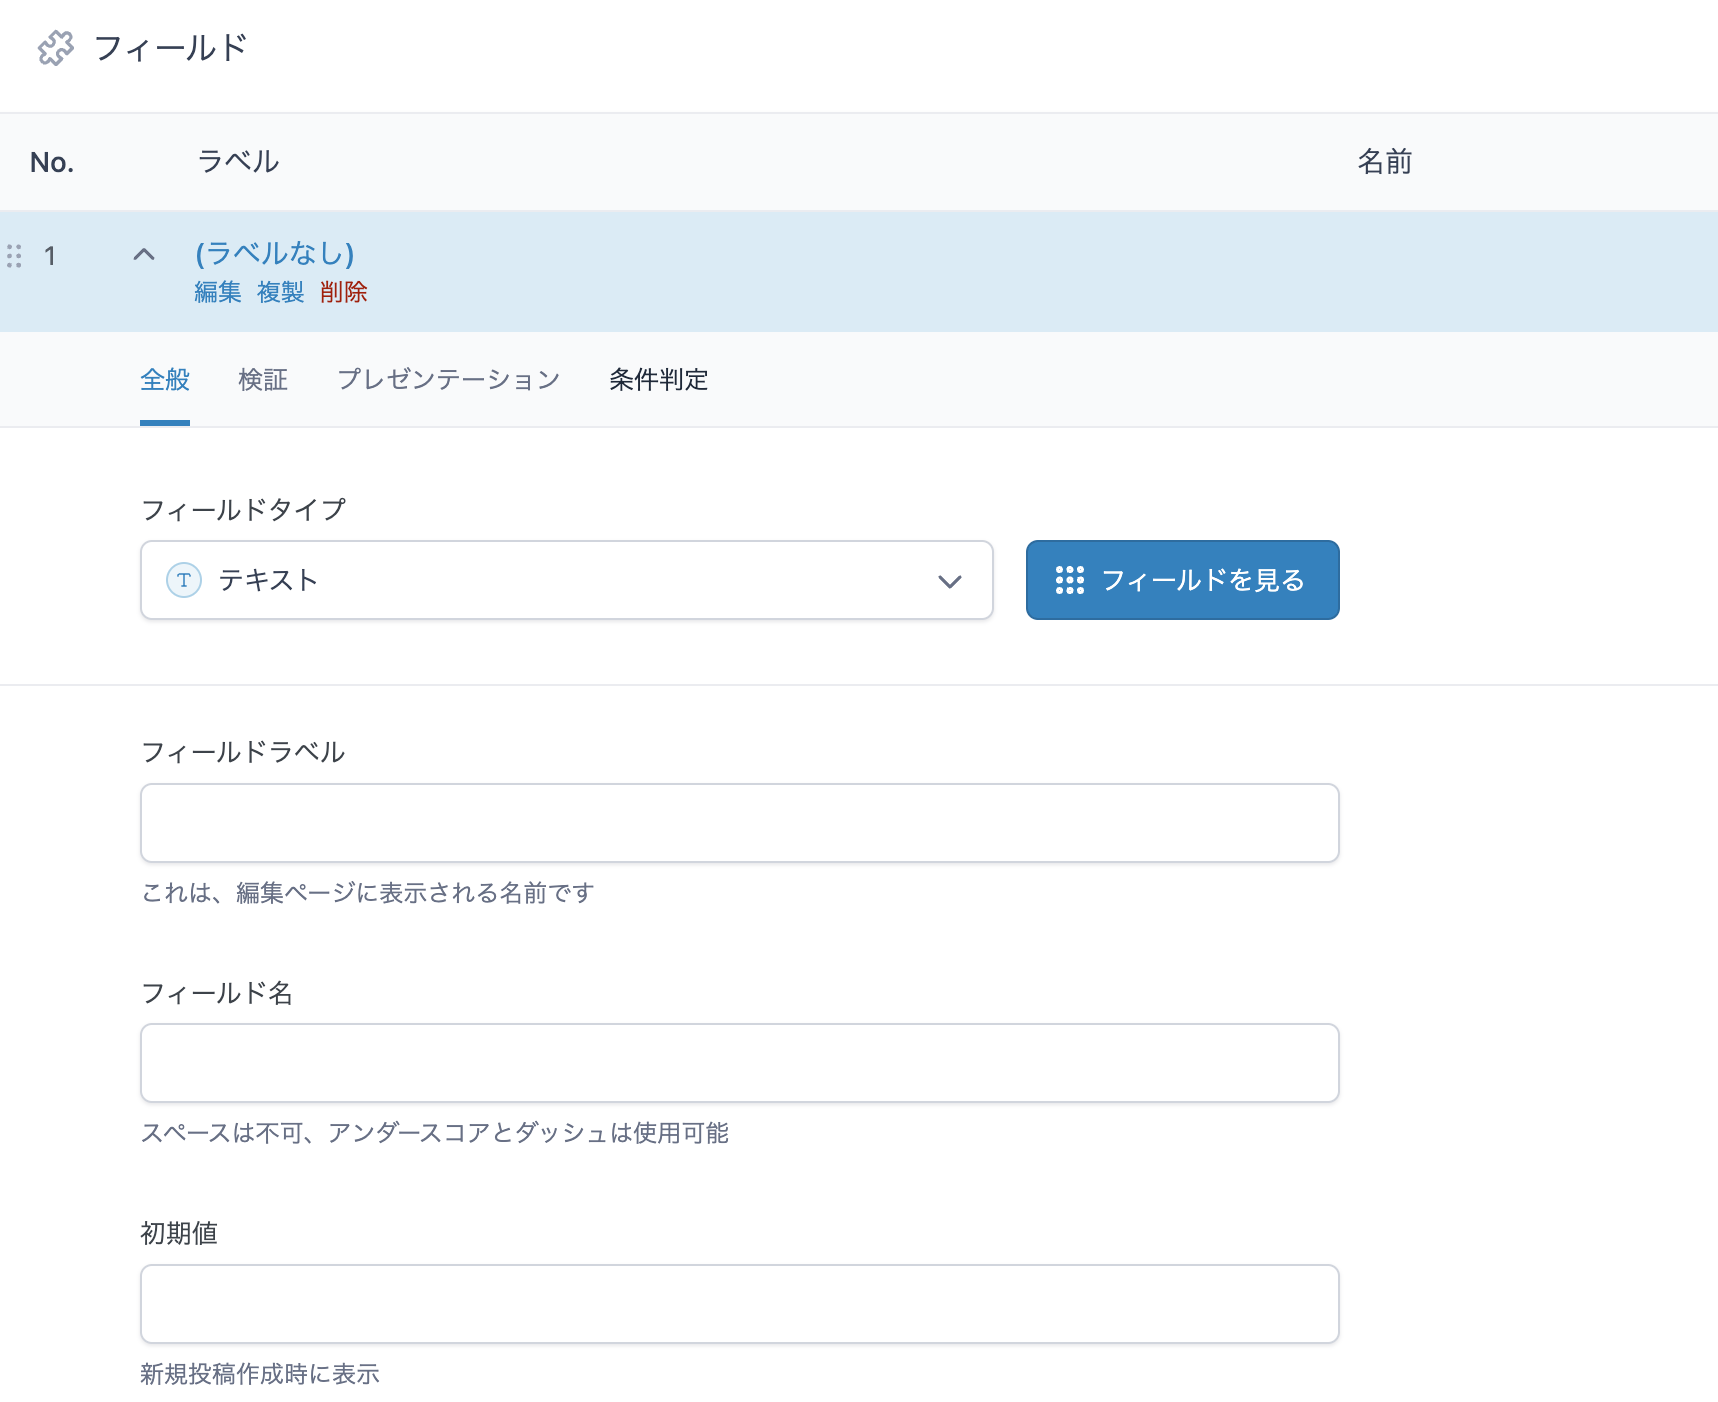 フィールド
No. ラベル 名前
1 (ラベルなし)
編集 複製 削除
全般 検証 プレゼンテーション 条件判定
フィールドタイプ
T テキスト フィールドを見る
フィールドラベル
これは、編集ページに表示される名前です
フィールド名
スペースは不可、アンダースコアとダッシュは使用可能
初期値
新規投稿作成時に表示